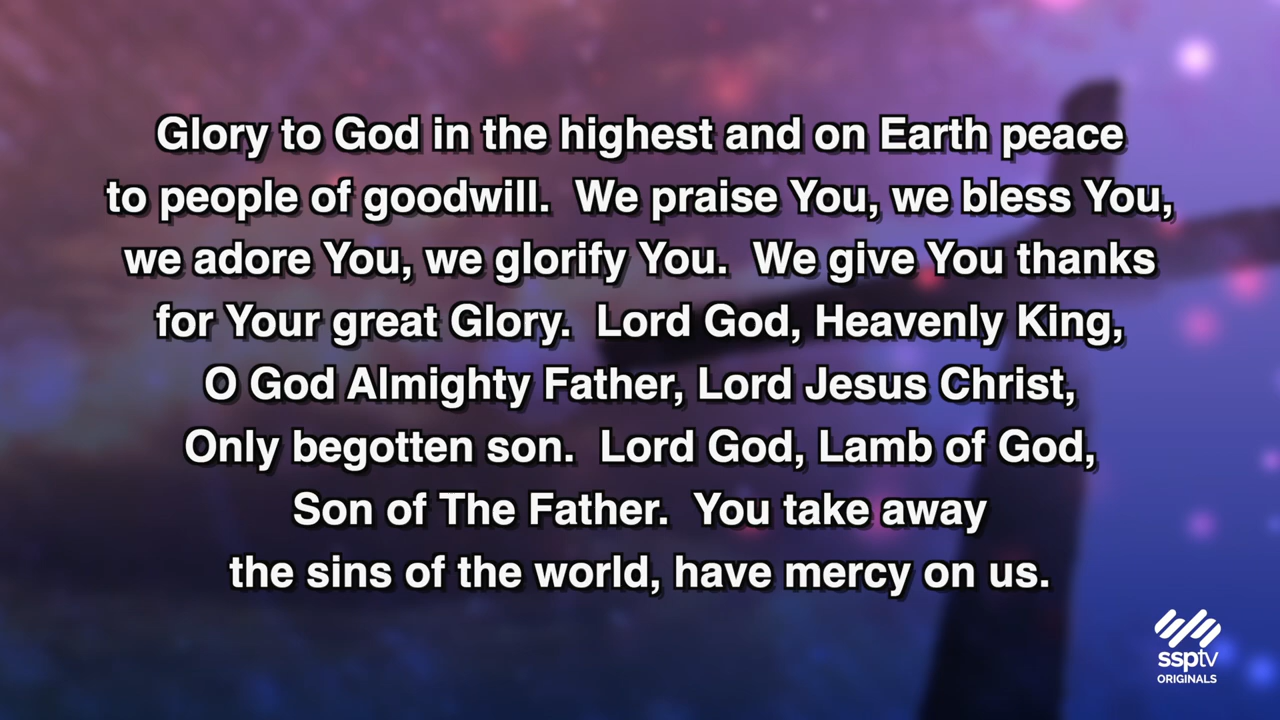 Glory to God in the highest and on Earth peace
to people of goodwill.  We praise You, we bless You,
we adore You, we glorify You.  We give You thanks
for Your great Glory.  Lord God, Heavenly King,
O God Almighty Father, Lord Jesus Christ,
Only begotten son.  Lord God, Lamb of God,
Son of The Father.  You take away
the sins of the world, have mercy on us.
ssptv
ORIGINALS